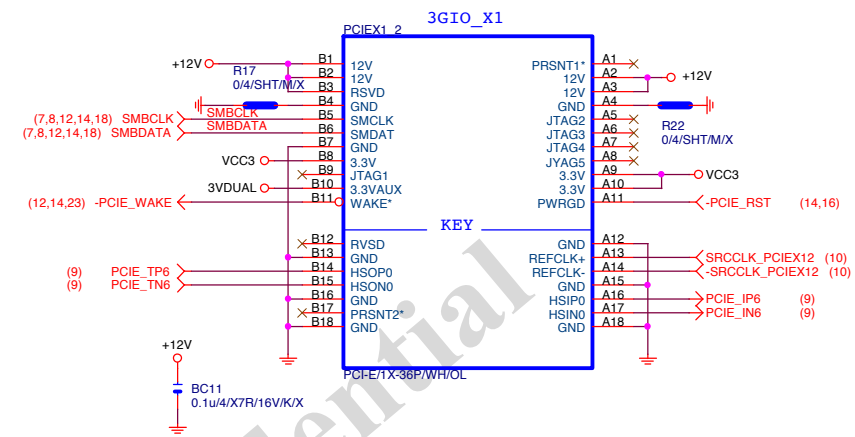 3GIO_X1
PCIEX1_2
+12V
R17
0/4/SHT/M/X
B1 12V
B2 12V
B3 RSVD
B4 GND
(7,8,12,14,18) SMBCLK SMBCLK B5 SMCLK
(7,8,12,14,18) SMBDATA SMBDATA B6 SMDAT
B7 GND
VCC3 B8 3.3V
B9 JTAG1
3VDUAL B10 3.3VAUX
(12,14,23) -PCIE_WAKE B11 WAKE*
PRSNT1* A1
12V A2 +12V
12V A3
GND A4
R22
0/4/SHT/M/X
JTAG2 A5
JTAG3 A6
JTAG4 A7
JYAG5 A8
3.3V A9 VCC3
3.3V A10
PWRGD A11 -PCIE_RST (14,16)
KEY
B12 RVSD
B13 GND
(9) PCIE_TP6 B14 HSOP0
(9) PCIE_TN6 B15 HSON0
B16 GND
B17 PRSNT2*
B18 GND
GND A12
REFCLK+ A13 SRCCLK_PCIEX12 (10)
REFCLK- A14 -SRCCLK_PCIEX12 (10)
GND A15
HSIP0 A16 PCIE_IP6 (9)
HSIN0 A17 PCIE_IN6 (9)
GND A18
PCI-E/1X-36P/WH/OL
+12V
BC11
0.1u/4/X7R/16V/K/X
dential